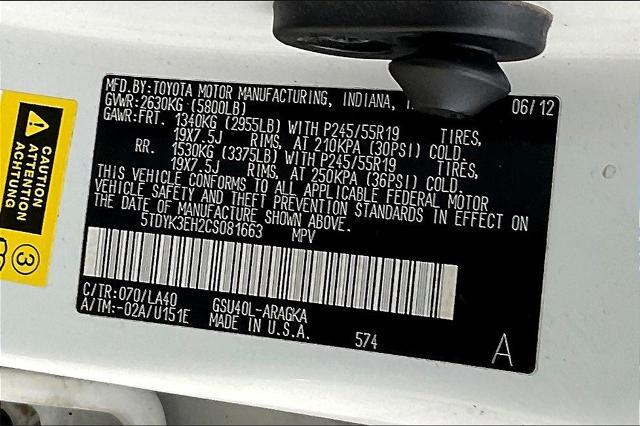 MFD.BY:TOYOTA MOTOR MANUFACTURING, INDIANA, 06/12
GVWR: 2630KG (5800LB)
GAWR:FRT. 1340KG (2955LB) WITH P245/55R19 TIRES,
19X7.5J RIMS, AT 210KPA (30PSI) COLD.
RR. 1530KG (3375LB) WITH P245/55R19 TIRES,
19X7.5J RIMS, AT 250KPA (36PSI) COLD.
THIS VEHICLE CONFORMS TO ALL APPLICABLE FEDERAL MOTOR
VEHICLE SAFETY AND THEFT PREVENTION STANDARDS IN EFFECT ON
THE DATE OF MANUFACTURE SHOWN ABOVE.
5TDYK3EH2CS081663 MPV
C/TR:070/LA40 GSU40L-ARAGKA
A/TM:-02A/U151E MADE IN U.S.A. 574
A
CAUTION
ATTENTION
ACHTUNG
3